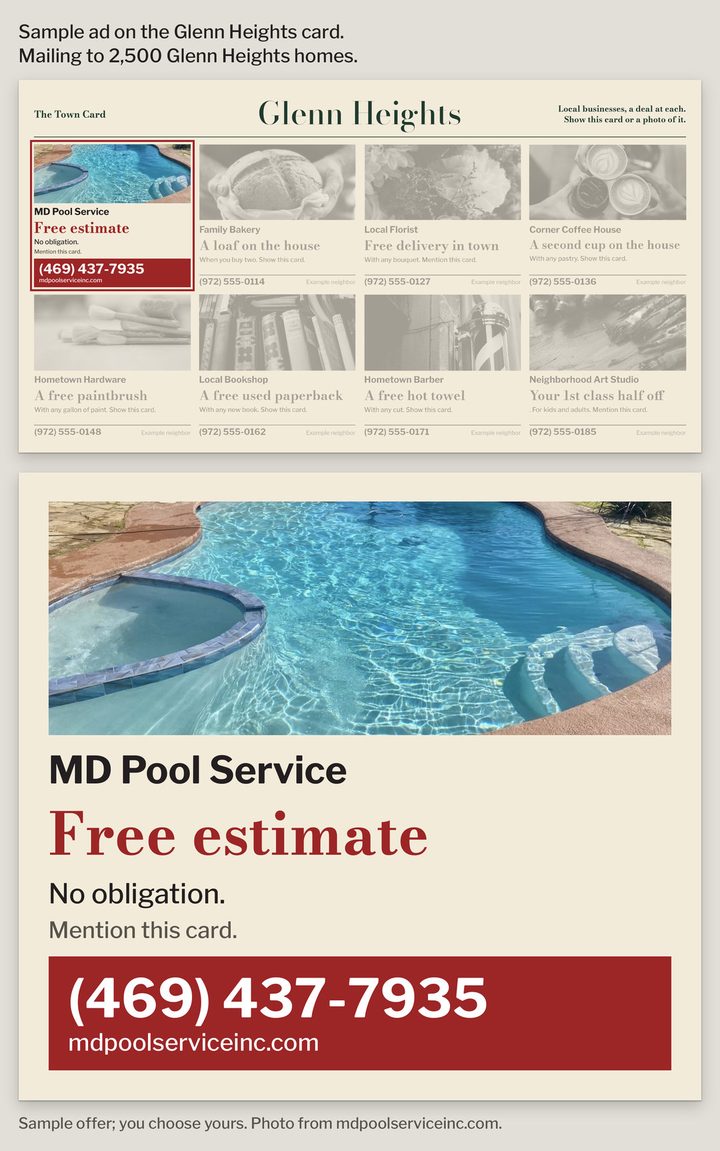 Sample ad on the Glenn Heights card.
Mailing to 2,500 Glenn Heights homes.
The Town Card
Glenn Heights
Local businesses, a deal at each.
Show this card or a photo of it.
MD Pool Service
Free estimate
No obligation.
Mention this card.
(469) 437-7935
mdpoolserviceinc.com
Family Bakery
A loaf on the house
When you buy two. Show this card.
(972) 555-0114
Example neighbor
Local Florist
Free delivery in town
With any bouquet. Mention this card.
(972) 555-0127
Example neighbor
Corner Coffee House
A second cup on the house
With any pastry. Show this card.
(972) 555-0136
Example neighbor
Hometown Hardware
A free paintbrush
With any gallon of paint. Show this card.
(972) 555-0148
Example neighbor
Local Bookshop
A free used paperback
With any new book. Show this card.
(972) 555-0162
Example neighbor
Hometown Barber
A free hot towel
With any cut. Show this card.
(972) 555-0171
Example neighbor
Neighborhood Art Studio
Your 1st class half off
For kids and adults. Mention this card.
(972) 555-0185
Example neighbor
MD Pool Service
Free estimate
No obligation.
Mention this card.
(469) 437-7935
mdpoolserviceinc.com
Sample offer; you choose yours. Photo from mdpoolserviceinc.com.